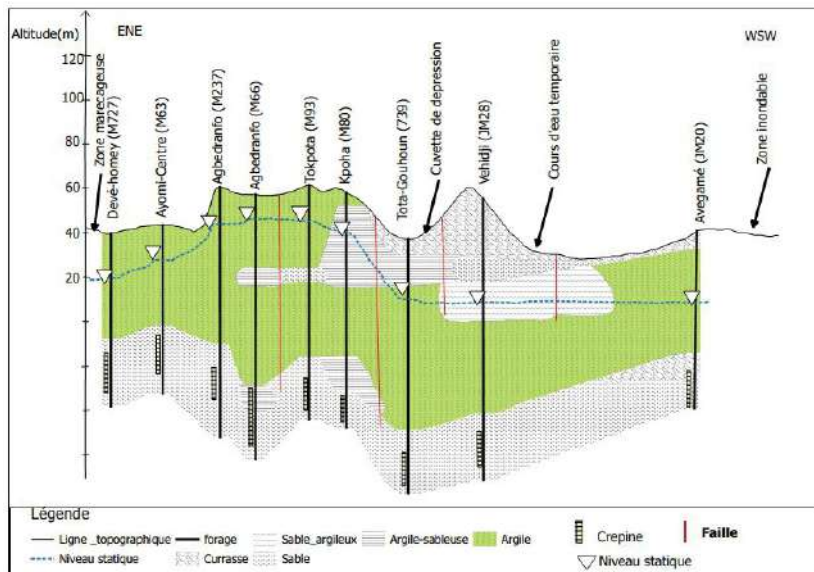 Altitude(m)
ENE
WSW
120
100
80
60
40
20
Zone marecageuse
Devé-homey (M727)
Ayomi-Centre (M63)
Agbedranfo (M237)
Agbedranfo (M66)
Tokpota (M93)
Kpoha (M80)
Tota-Gouhoun (739)
Cuvette de depression
Vehidji (JM28)
Cours d'eau temporaire
Avegamé (JM20)
Zone inondable
Légende
Ligne _topographique
forage
Sable_argileux
Argile-sableuse
Argile
Crepine
Faille
Niveau statique
Currasse
Sable
Niveau statique